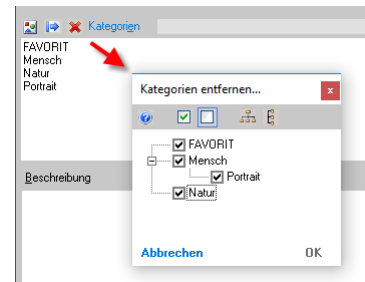 Kategorien
FAVORIT
Mensch
Natur
Portrait
Kategorien entfernen...
x
FAVORIT
Mensch
Portrait
Natur
Beschreibung
Abbrechen
OK